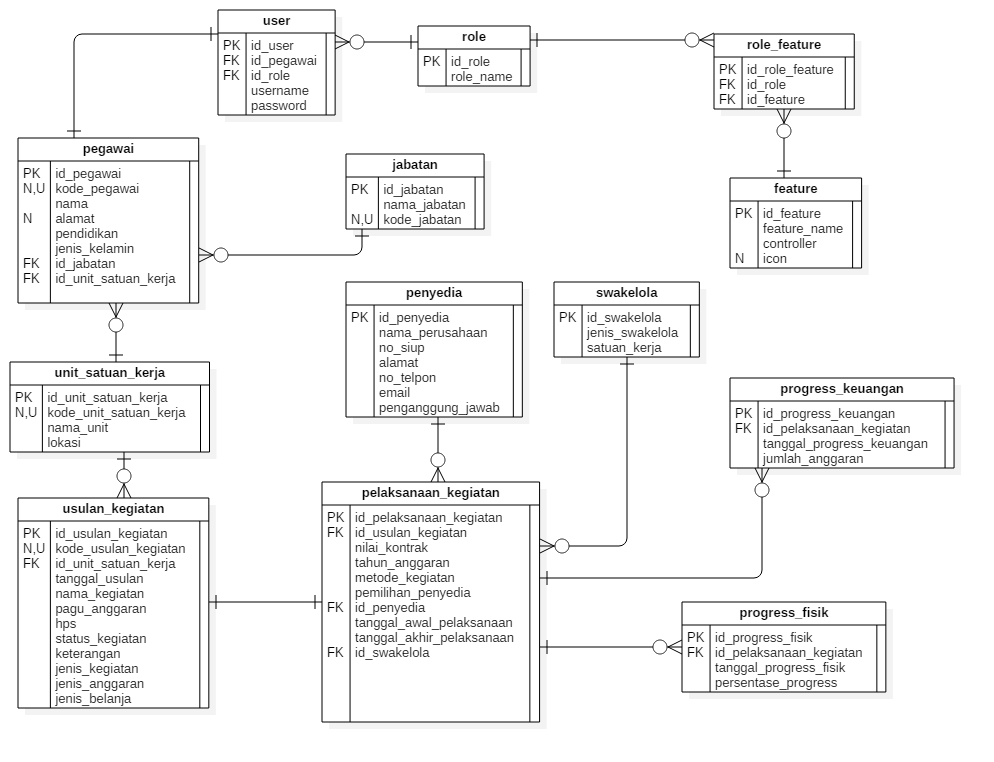 user
PK id_user
FK id_pegawai
FK id_role
username
password
role
PK id_role
role_name
role_feature
PK id_role_feature
FK id_role
FK id_feature
pegawai
PK id_pegawai
N,U kode_pegawai
nama
N alamat
pendidikan
jenis_kelamin
FK id_jabatan
FK id_unit_satuan_kerja
jabatan
PK id_jabatan
nama_jabatan
N,U kode_jabatan
feature
PK id_feature
feature_name
controller
N icon
penyedia
PK id_penyedia
nama_perusahaan
no_siup
alamat
no_telpon
email
penganggung_jawab
swakelola
PK id_swakelola
jenis_swakelola
satuan_kerja
unit_satuan_kerja
PK id_unit_satuan_kerja
N,U kode_unit_satuan_kerja
nama_unit
lokasi
progress_keuangan
PK id_progress_keuangan
FK id_pelaksanaan_kegiatan
tanggal_progress_keuangan
jumlah_anggaran
usulan_kegiatan
PK id_usulan_kegiatan
N,U kode_usulan_kegiatan
FK id_unit_satuan_kerja
tanggal_usulan
nama_kegiatan
pagu_anggaran
hps
status_kegiatan
keterangan
jenis_kegiatan
jenis_anggaran
jenis_belanja
pelaksanaan_kegiatan
PK id_pelaksanaan_kegiatan
FK id_usulan_kegiatan
nilai_kontrak
tahun_anggaran
metode_kegiatan
pemilihan_penyedia
FK id_penyedia
tanggal_awal_pelaksanaan
tanggal_akhir_pelaksanaan
FK id_swakelola
progress_fisik
PK id_progress_fisik
FK id_pelaksanaan_kegiatan
tanggal_progress_fisik
persentase_progress